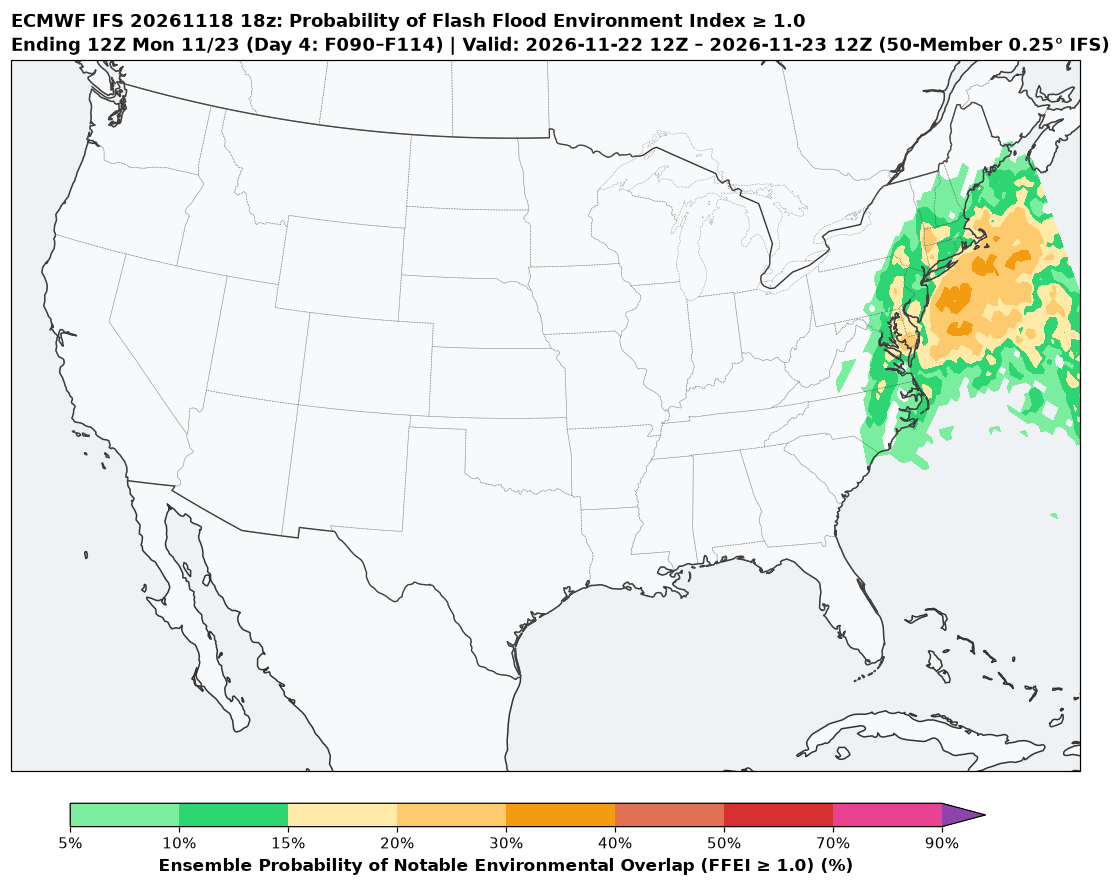 ECMWF IFS 20261118 18z: Probability of Flash Flood Environment Index ≥ 1.0
Ending 12Z Mon 11/23 (Day 4: F090–F114) | Valid: 2026-11-22 12Z – 2026-11-23 12Z (50-Member 0.25° IFS)
5% 10% 15% 20% 30% 40% 50% 70% 90%
Ensemble Probability of Notable Environmental Overlap (FFEI ≥ 1.0) (%)